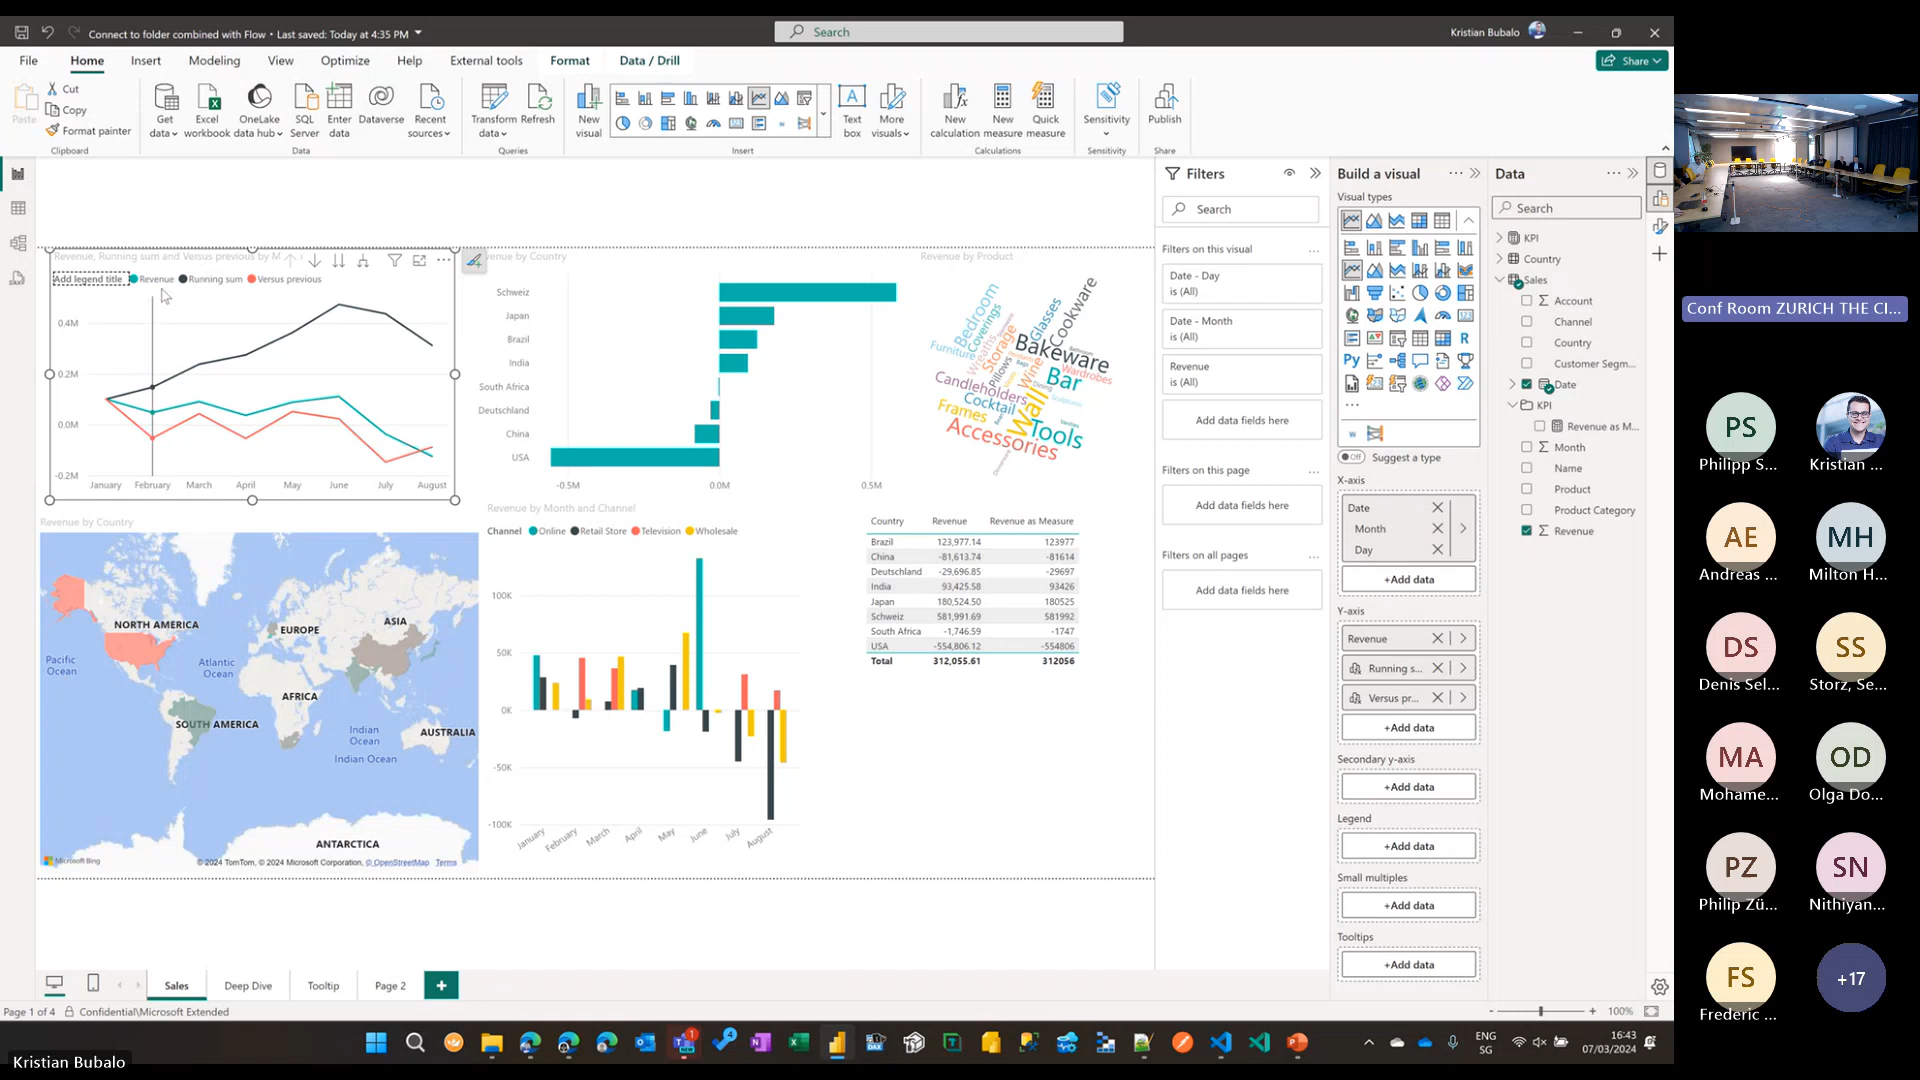 Connect to folder combined with Flow • Last saved: Today at 4:35 PM
Search
Kristian Bubalo
File
Home
Insert
Modeling
View
Optimize
Help
External tools
Format
Data / Drill
Share
Paste
Cut
Copy
Format painter
Clipboard
Get data
Excel workbook
OneLake data hub
SQL Server
Enter data
Dataverse
Recent sources
Data
Transform data
Refresh
Queries
New visual
Text box
More visuals
Insert
New calculation
New measure
Quick measure
Calculations
Sensitivity
Sensitivity
Publish
Share
Revenue, Running sum and Versus previous by M
Add legend title
Revenue
Running sum
Versus previous
0.4M
0.2M
0.0M
-0.2M
January
February
March
April
May
June
July
August
enue by Country
Schweiz
Japan
Brazil
India
South Africa
Deutschland
China
USA
-0.5M
0.0M
0.5M
Revenue by Product
Bedroom
Coverings
Glasses
Cookware
Furniture
Wreaths
Storage
Bakeware
Wardrobes
Pillows
Wine
Bar
Candleholders
Dining
Cocktail
Frames
Wall
Tools
Accessories
Revenue by Country
NORTH AMERICA
EUROPE
ASIA
Pacific Ocean
Atlantic Ocean
AFRICA
SOUTH AMERICA
Indian Ocean
AUSTRALIA
Indian Ocean
ANTARCTICA
Microsoft Bing
© 2024 TomTom, © 2024 Microsoft Corporation, © OpenStreetMap Terms
Revenue by Month and Channel
Channel
Online
Retail Store
Television
Wholesale
100K
50K
0K
-50K
-100K
January
February
March
April
May
June
July
August
Country Revenue Revenue as Measure
Brazil 123,977.14 123977
China -81,613.74 -81614
Deutschland -29,696.85 -29697
India 93,425.58 93426
Japan 180,524.50 180525
Schweiz 581,991.69 581992
South Africa -1,746.59 -1747
USA -554,806.12 -554806
Total 312,055.61 312056
Filters
Search
Filters on this visual
Date - Day
is (All)
Date - Month
is (All)
Revenue
is (All)
Add data fields here
Filters on this page
Add data fields here
Filters on all pages
Add data fields here
Build a visual
Visual types
R
Py
Off
Suggest a type
X-axis
Date
Month
Day
+Add data
Y-axis
Revenue
Running s...
Versus pr...
+Add data
Secondary y-axis
+Add data
Legend
+Add data
Small multiples
+Add data
Tooltips
+Add data
Data
Search
KPI
Country
Sales
Account
Channel
Country
Customer Segm...
Date
KPI
Revenue as M...
Month
Name
Product
Product Category
Revenue
Sales
Deep Dive
Tooltip
Page 2
Page 1 of 4
Confidential\Microsoft Extended
100%
1
4
ENG
SG
16:43
07/03/2024
Kristian Bubalo
Conf Room ZURICH THE CI...
PS
Philipp S...
Kristian ...
AE
Andreas ...
MH
Milton H...
DS
Denis Sel...
SS
Storz, Se...
MA
Mohame...
OD
Olga Do...
PZ
Philip Zü...
SN
Nithiyan...
FS
Frederic ...
+17